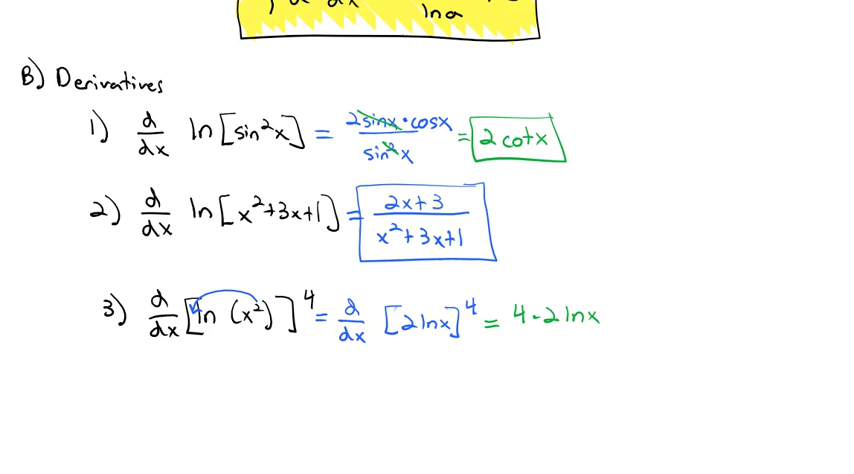 ln a
B) Derivatives
1) d/dx ln[sin²x] = 2sinx·cosx/sin²x = 2cotx
2) d/dx ln[x²+3x+1] = 2x+3/x²+3x+1
3) d/dx [ln (x²)]⁴ = d/dx [2lnx]⁴ = 4·2lnx